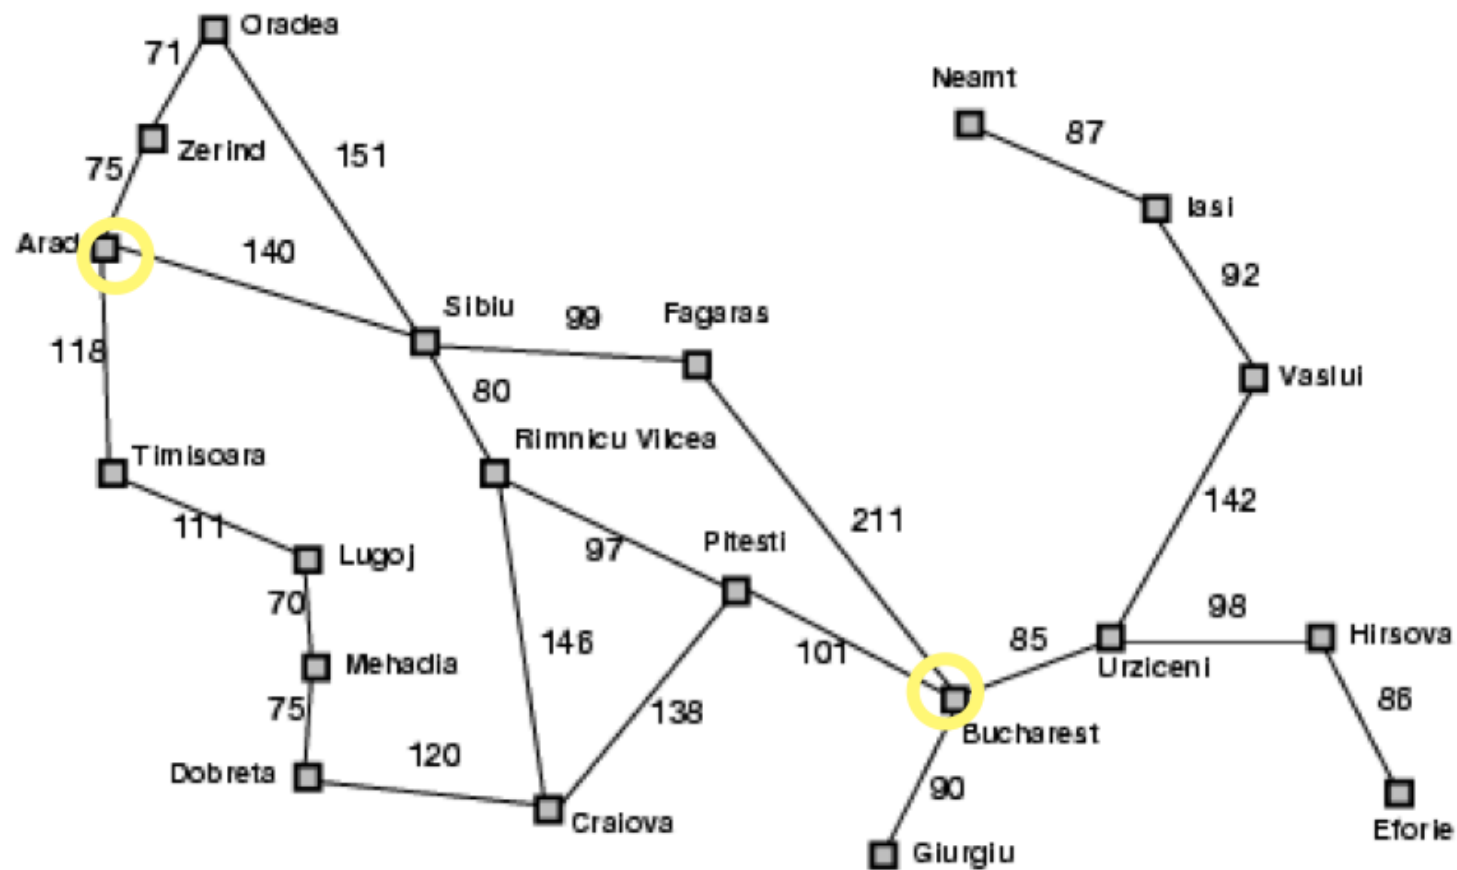 Oradea
71
Neamt
87
Zerind
151
75
Iasi
Arad
140
92
Sibiu
99
Fagaras
118
80
Vaslui
Timisoara
Rimnicu Vilcea
142
111
211
97
Pitesti
Lugoj
70
98
146
101
85
Hirsova
Mehadia
Urziceni
75
138
86
Bucharest
120
Dobreta
90
Craiova
Eforie
Giurgiu